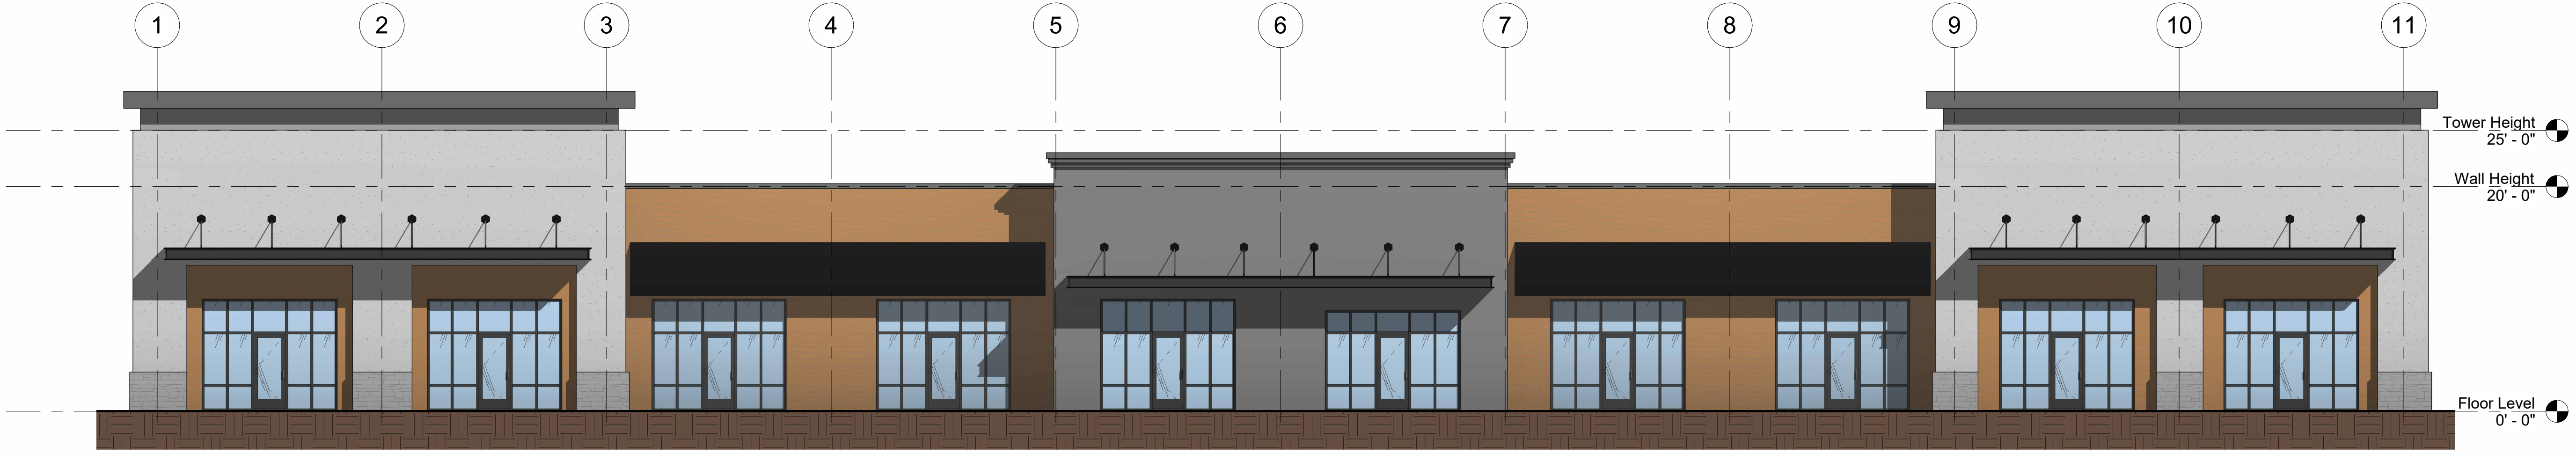 1 2 3 4 5 6 7 8 9 10 11
Tower Height
25' - 0"
Wall Height
20' - 0"
Floor Level
0' - 0"